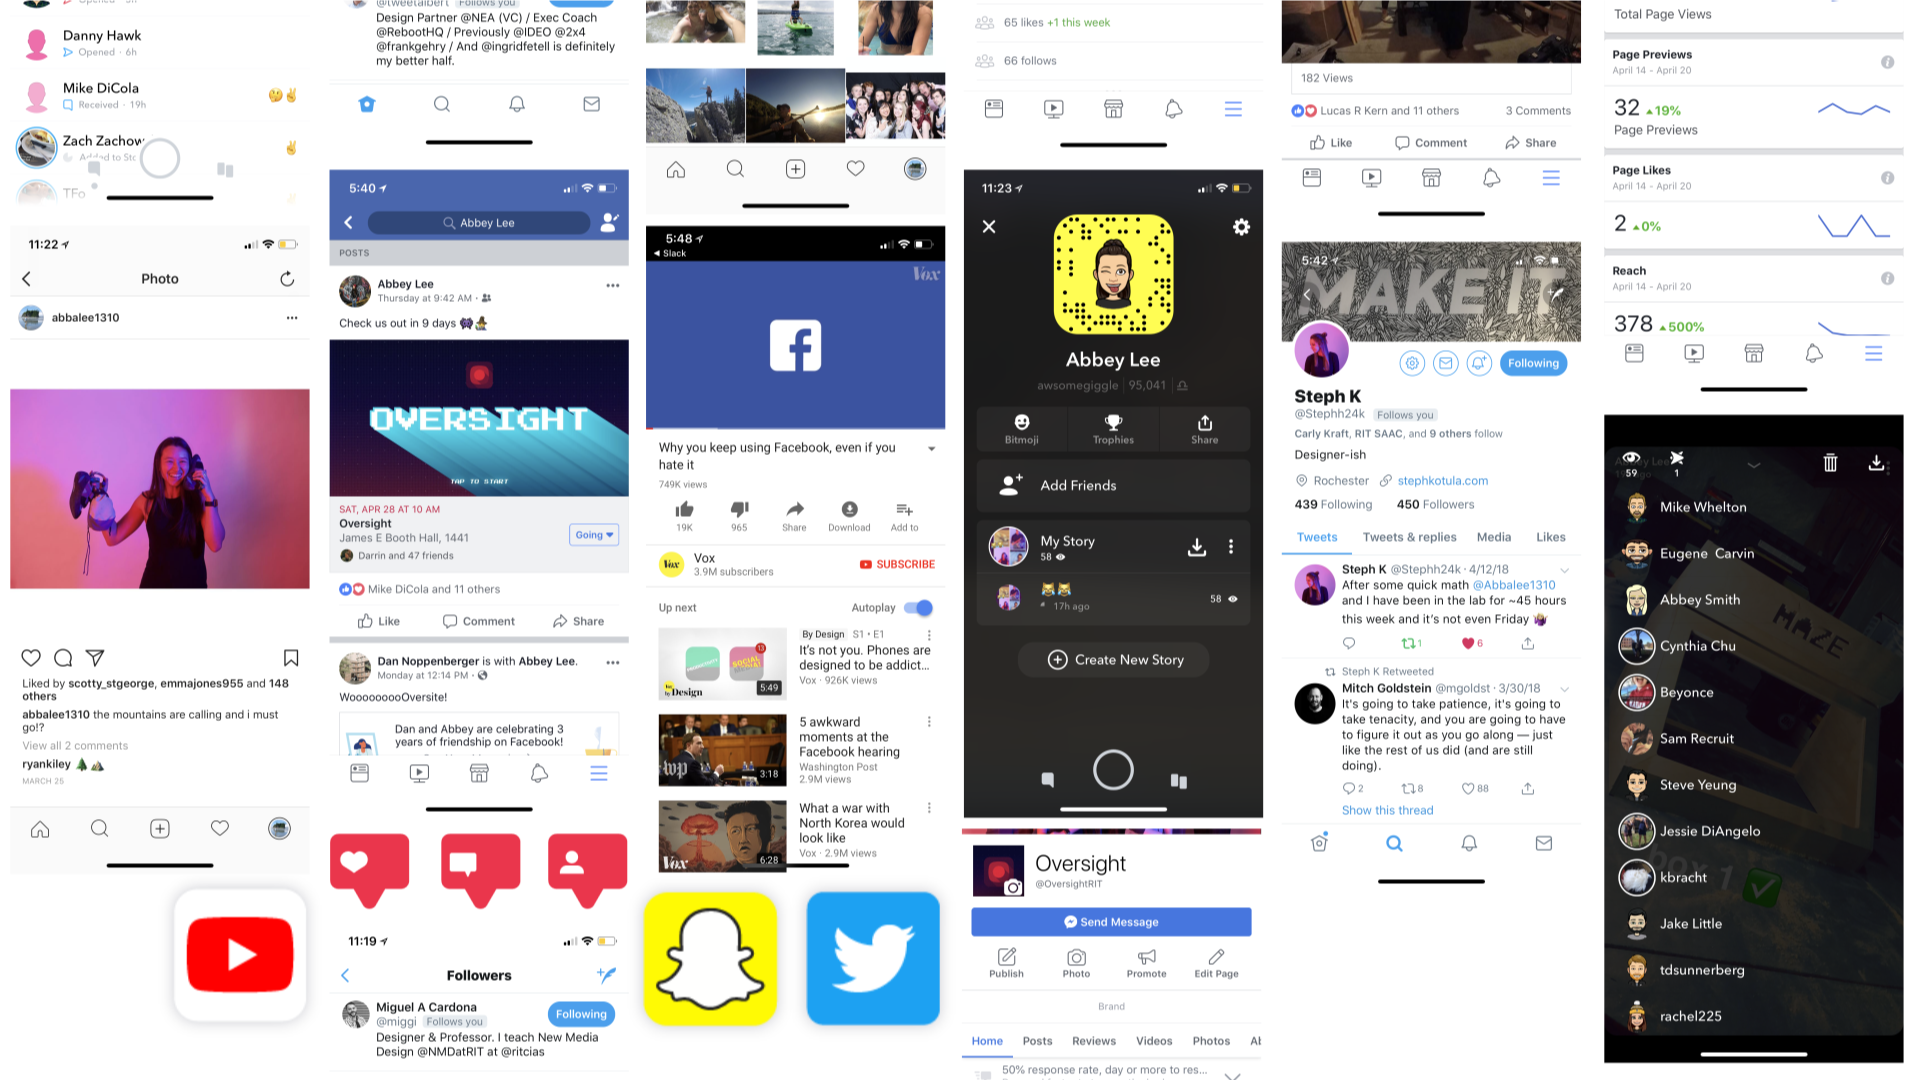 Opened · 5h
Danny Hawk
Opened · 6h
Mike DiCola
Received · 19h
Zach Zachow
Added to Sto
TFo
11:22
Photo
abbalee1310
Liked by scotty_stgeorge, emmajones955 and 148
others
abbalee1310 the mountains are calling and i must
go!?
View all 2 comments
ryankiley
MARCH 25
@tweetalbert Follows you
Design Partner @NEA (VC) / Exec Coach
@RebootHQ / Previously @IDEO @2x4
@frankgehry / And @ingridfetell is definitely
my better half.
5:40
Abbey Lee
POSTS
Abbey Lee
Thursday at 9:42 AM ·
Check us out in 9 days
OVERSIGHT
TAP TO START
SAT, APR 28 AT 10 AM
Oversight
James E Booth Hall, 1441
Going
Darrin and 47 friends
Mike DiCola and 11 others
Like
Comment
Share
Dan Noppenberger is with Abbey Lee.
Monday at 12:14 PM ·
WooooooooOversite!
Dan and Abbey are celebrating 3
years of friendship on Facebook!
11:19
Followers
Miguel A Cardona
@miggi Follows you
Following
Designer & Professor. I teach New Media
Design @NMDatRIT at @ritcias
5:48
Slack
Vox
Why you keep using Facebook, even if you
hate it
749K views
19K
965
Share
Download
Add to
Vox
Vox
3.9M subscribers
SUBSCRIBE
Up next
Autoplay
By Design S1 • E1
It's not you. Phones are
designed to be addict...
Vox · 926K views
13
by Design
5:49
5 awkward
moments at the
Facebook hearing
Washington Post
2.9M views
wp
3:18
What a war with
North Korea would
look like
Vox · 2.9M views
Vox
6:28
65 likes +1 this week
66 follows
11:23
Abbey Lee
awsomegiggle | 95,041
Bitmoji
Trophies
Share
Add Friends
My Story
58
17h ago
58
Create New Story
Oversight
@OversightRIT
Send Message
Publish
Photo
Promote
Edit Page
Brand
Home
Posts
Reviews
Videos
Photos
50% response rate, day or more to res...
182 Views
Lucas R Kern and 11 others
3 Comments
Like
Comment
Share
5:42
MAKE IT
Following
Steph K
@Stephh24k Follows you
Carly Kraft, RIT SAAC, and 9 others follow
Designer-ish
Rochester stephkotula.com
439 Following 450 Followers
Tweets
Tweets & replies
Media
Likes
Steph K @Stephh24k · 4/12/18
After some quick math @Abbalee1310
and I have been in the lab for ~45 hours
this week and it's not even Friday
1
6
Steph K Retweeted
Mitch Goldstein @mgoldst · 3/30/18
It's going to take patience, it's going to
take tenacity, and you are going to have
to figure it out as you go along — just
like the rest of us did (and are still
doing).
2
8
88
Show this thread
Total Page Views
Page Previews
April 14 - April 20
32 19%
Page Previews
Page Likes
April 14 - April 20
2 0%
Reach
April 14 - April 20
378 500%
59
1
MAZE
Mike Whelton
Eugene Carvin
Abbey Smith
Cynthia Chu
Beyonce
Sam Recruit
Steve Yeung
Jessie DiAngelo
kbracht
Jake Little
tdsunnerberg
rachel225